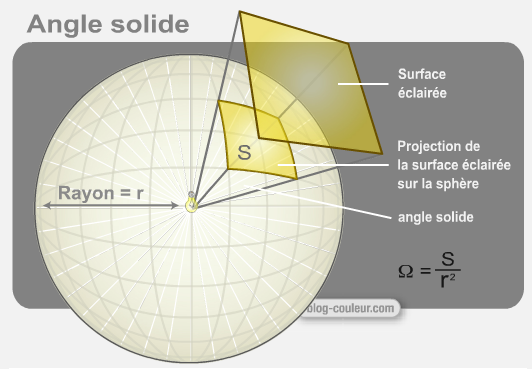 Angle solide
Surface
éclairée
S
Projection de
la surface éclairée
sur la sphère
Rayon = r
angle solide
Ω = S
r²
blog-couleur.com